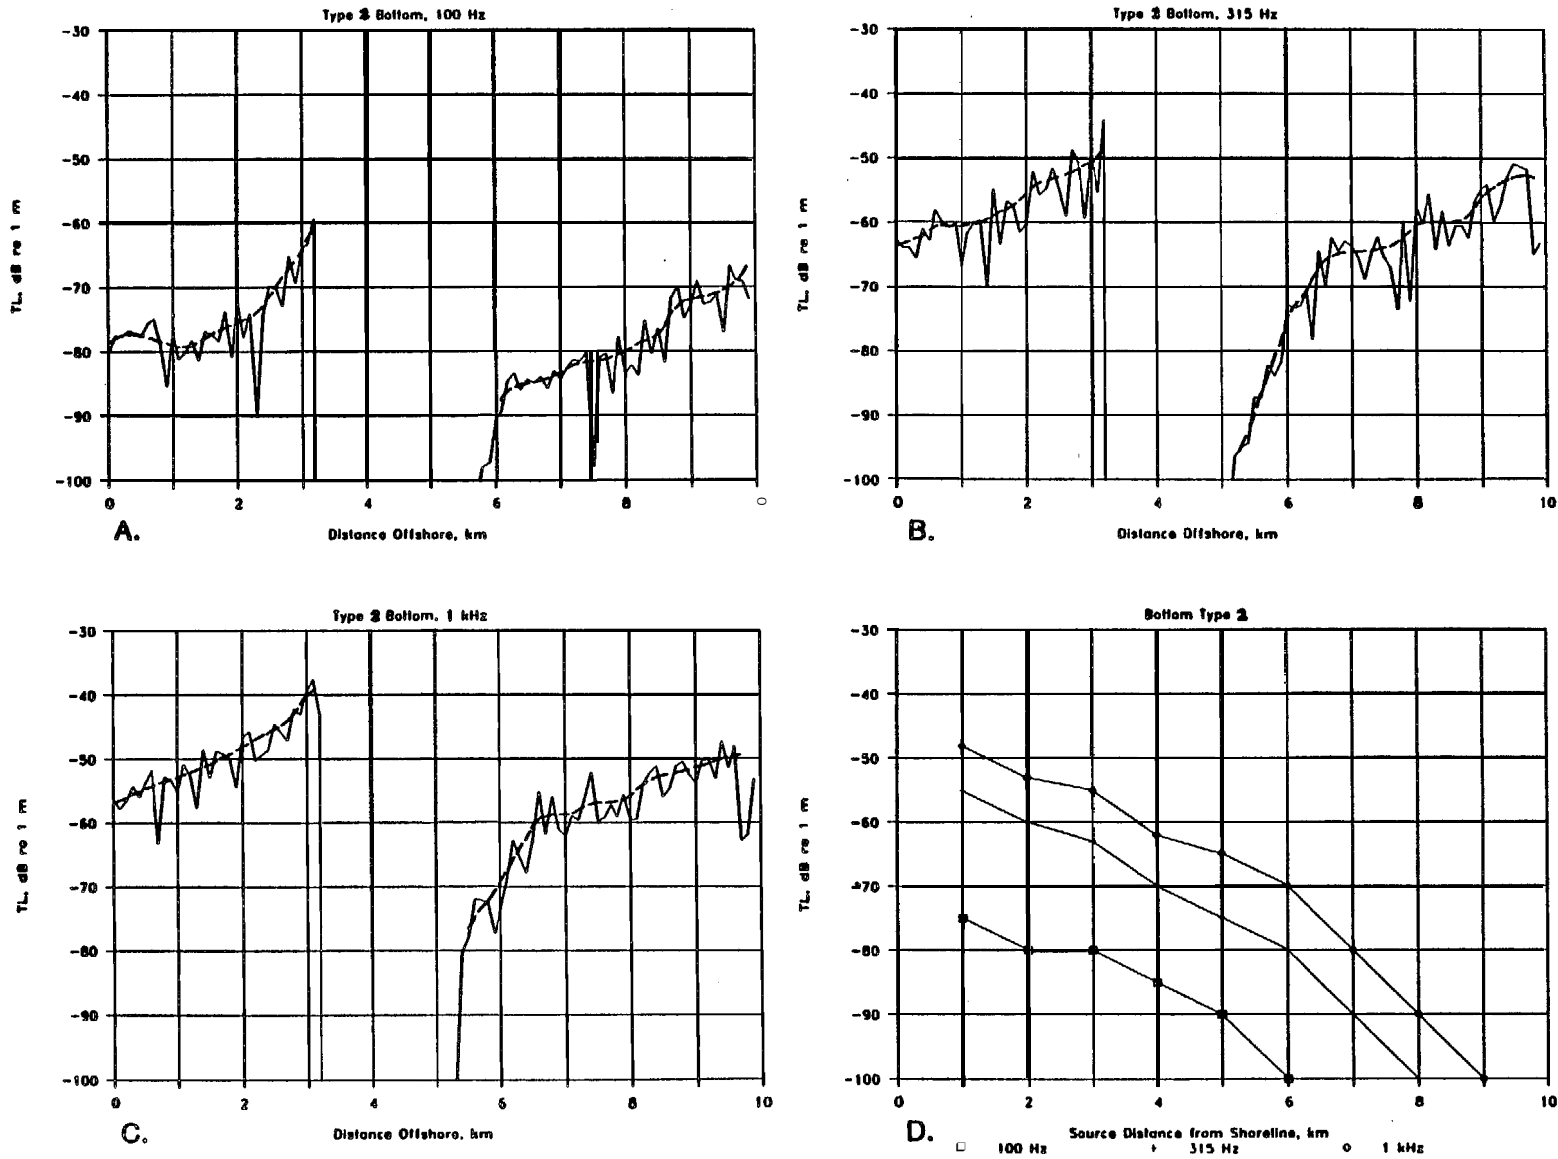 Type 2 Bottom, 100 Hz
-30
-40
-50
-60
-70
-80
-90
-100
TL, dB re 1 m
0 2 4 6 8
Distance Offshore, km
A.
Type 2 Bottom, 315 Hz
-30
-40
-50
-60
-70
-80
-90
-100
TL, dB re 1 m
0 2 4 6 8 10
Distance Offshore, km
B.
Type 2 Bottom, 1 kHz
-30
-40
-50
-60
-70
-80
-90
-100
TL, dB re 1 m
0 2 4 6 8 10
Distance Offshore, km
C.
Bottom Type 2
-30
-40
-50
-60
-70
-80
-90
-100
TL, dB re 1 m
0 2 4 6 8 10
Source Distance from Shoreline, km
D.
100 Hz 315 Hz 1 kHz